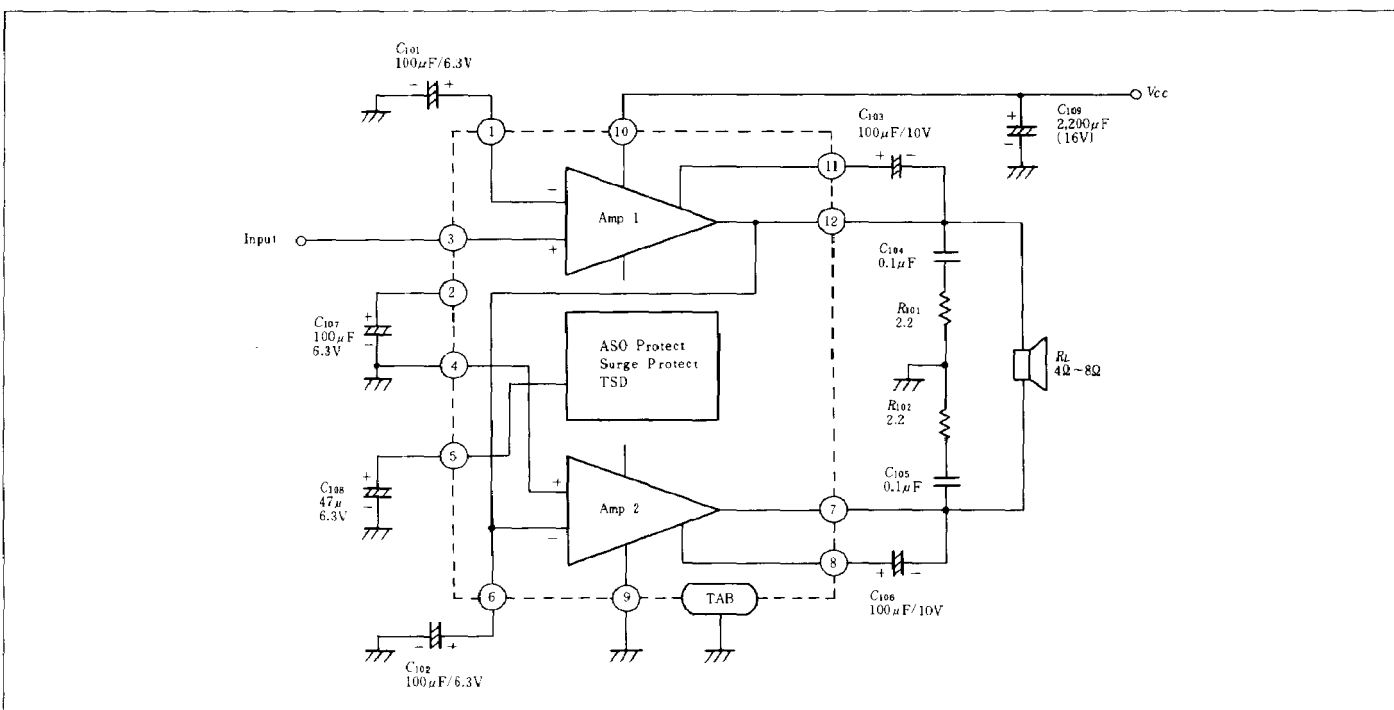 C101
100μF/6.3V
Vcc
C103
100μF/10V
C109
2,200μF
(16V)
1
10
11
Amp 1
12
Input
3
C104
0.1μF
2
C107
100μF
6.3V
R101
2.2
ASO Protect
Surge Protect
TSD
4
RL
4Ω~8Ω
R102
2.2
5
C108
47μ
6.3V
C105
0.1μF
Amp 2
7
8
6
9
TAB
C106
100μF/10V
C102
100μF/6.3V